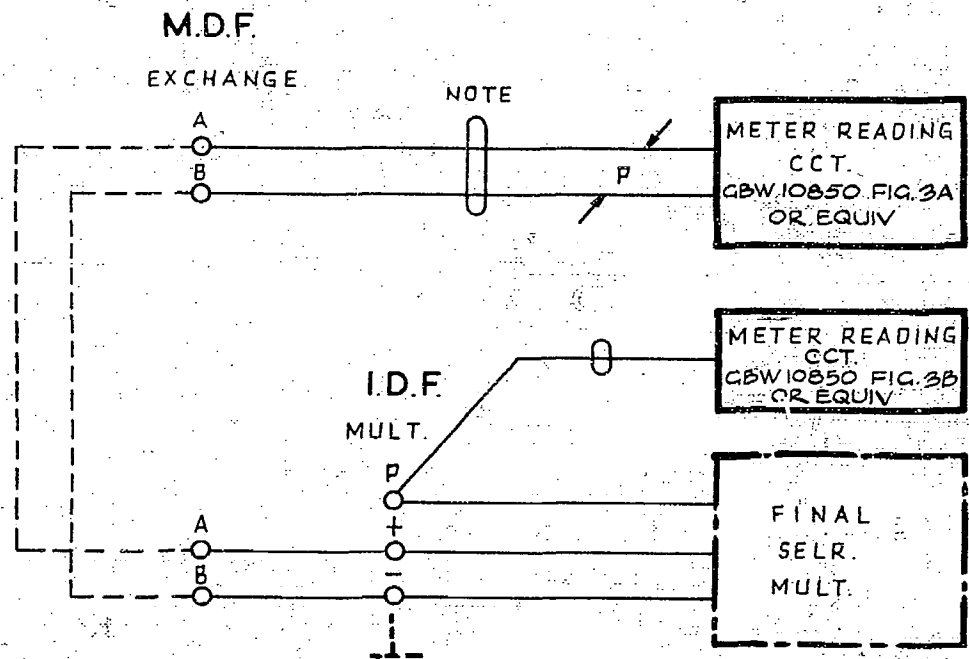 M.D.F.
EXCHANGE
NOTE
A
B
P
METER READING
CCT.
GBW 10850 FIG. 3A
OR EQUIV
METER READING
CCT.
GBW 10850 FIG. 3B
OR EQUIV
I.D.F.
MULT.
P
+
-
A
B
FINAL
SELR.
MULT.